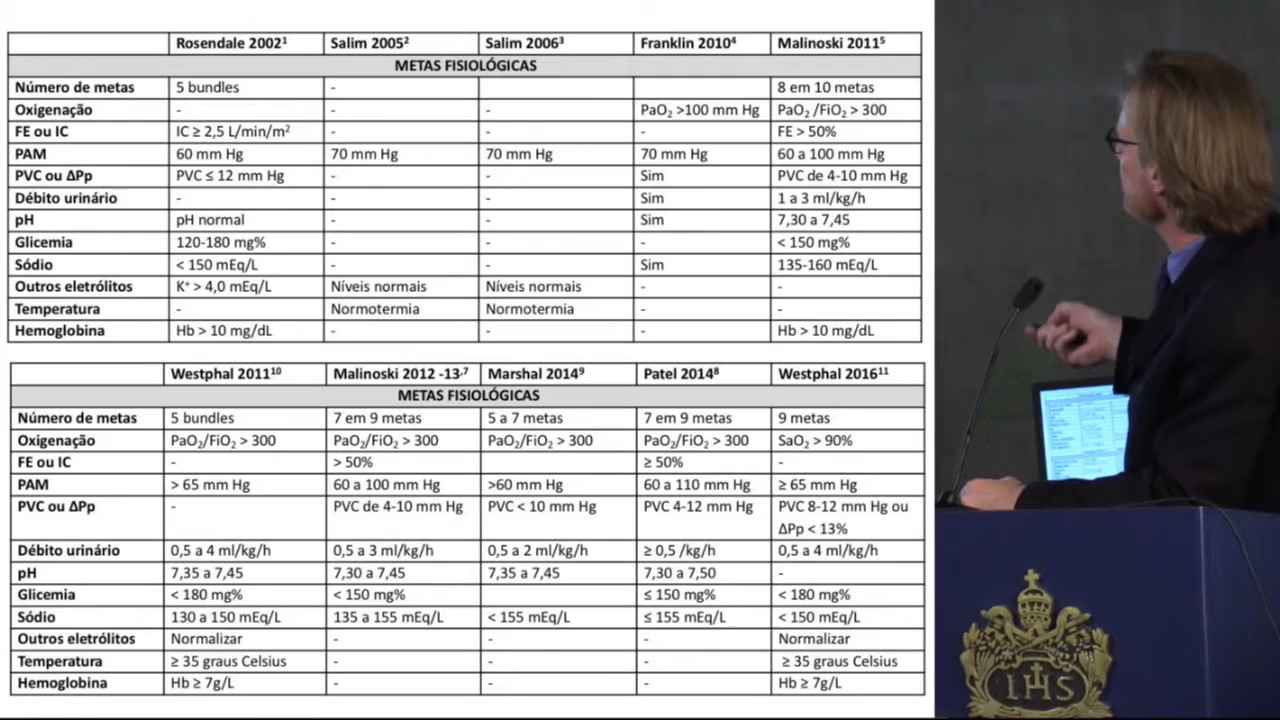 Rosendale 2002¹ Salim 2005² Salim 2006³ Franklin 2010⁴ Malinoski 2011⁵
METAS FISIOLÓGICAS
Número de metas 5 bundles - 8 em 10 metas
Oxigenação - - - PaO₂ >100 mm Hg PaO₂ /FiO₂ > 300
FE ou IC IC ≥ 2,5 L/min/m² - - - FE > 50%
PAM 60 mm Hg 70 mm Hg 70 mm Hg 70 mm Hg 60 a 100 mm Hg
PVC ou ΔPp PVC ≤ 12 mm Hg - - Sim PVC de 4-10 mm Hg
Débito urinário - - - Sim 1 a 3 ml/kg/h
pH pH normal - - Sim 7,30 a 7,45
Glicemia 120-180 mg% - - - < 150 mg%
Sódio < 150 mEq/L - - Sim 135-160 mEq/L
Outros eletrólitos K⁺ > 4,0 mEq/L Níveis normais Níveis normais - -
Temperatura - Normotermia Normotermia - -
Hemoglobina Hb > 10 mg/dL - - - Hb > 10 mg/dL
Westphal 2011¹⁰ Malinoski 2012 -13⁶,⁷ Marshal 2014⁹ Patel 2014⁸ Westphal 2016¹¹
METAS FISIOLÓGICAS
Número de metas 5 bundles 7 em 9 metas 5 a 7 metas 7 em 9 metas 9 metas
Oxigenação PaO₂/FiO₂ > 300 PaO₂/FiO₂ > 300 PaO₂/FiO₂ > 300 PaO₂/FiO₂ > 300 SaO₂ > 90%
FE ou IC - > 50% ≥ 50% -
PAM > 65 mm Hg 60 a 100 mm Hg >60 mm Hg 60 a 110 mm Hg ≥ 65 mm Hg
PVC ou ΔPp - PVC de 4-10 mm Hg PVC < 10 mm Hg PVC 4-12 mm Hg PVC 8-12 mm Hg ou
ΔPp < 13%
Débito urinário 0,5 a 4 ml/kg/h 0,5 a 3 ml/kg/h 0,5 a 2 ml/kg/h ≥ 0,5 /kg/h 0,5 a 4 ml/kg/h
pH 7,35 a 7,45 7,30 a 7,45 7,35 a 7,45 7,30 a 7,50 -
Glicemia < 180 mg% < 150 mg% ≤ 150 mg% < 180 mg%
Sódio 130 a 150 mEq/L 135 a 155 mEq/L < 155 mEq/L ≤ 155 mEq/L < 150 mEq/L
Outros eletrólitos Normalizar - - - Normalizar
Temperatura ≥ 35 graus Celsius - - - ≥ 35 graus Celsius
Hemoglobina Hb ≥ 7g/L - - - Hb ≥ 7g/L
IHS